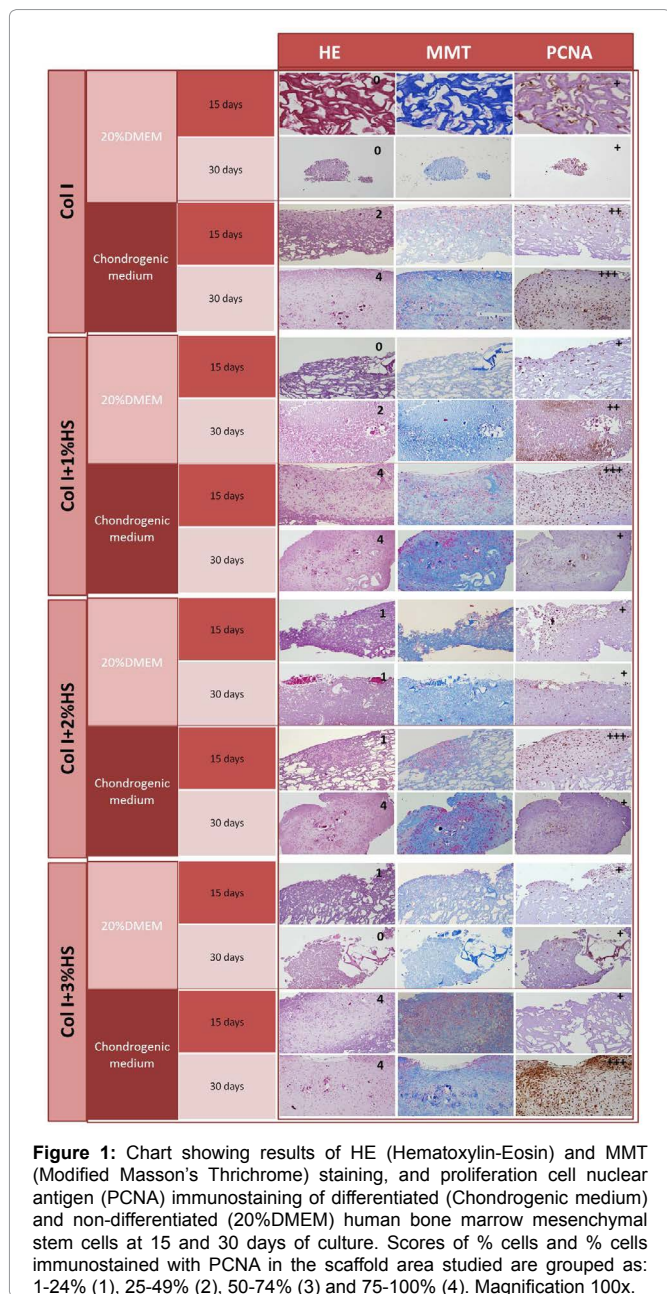 HE MMT PCNA
Col I
20%DMEM
15 days
0
+
30 days
0
+
Chondrogenic
medium
15 days
2
++
30 days
4
+++
Col I+1%HS
20%DMEM
15 days
0
+
30 days
2
++
Chondrogenic
medium
15 days
4
+++
30 days
4
+
Col I+2%HS
20%DMEM
15 days
1
+
30 days
1
+
Chondrogenic
medium
15 days
1
+++
30 days
4
+
Col I+3%HS
20%DMEM
15 days
1
+
30 days
0
+
Chondrogenic
medium
15 days
4
+
30 days
4
+++
Figure 1: Chart showing results of HE (Hematoxylin-Eosin) and MMT
(Modified Masson's Thrichrome) staining, and proliferation cell nuclear
antigen (PCNA) immunostaining of differentiated (Chondrogenic medium)
and non-differentiated (20%DMEM) human bone marrow mesenchymal
stem cells at 15 and 30 days of culture. Scores of % cells and % cells
immunostained with PCNA in the scaffold area studied are grouped as:
1-24% (1), 25-49% (2), 50-74% (3) and 75-100% (4). Magnification 100x.